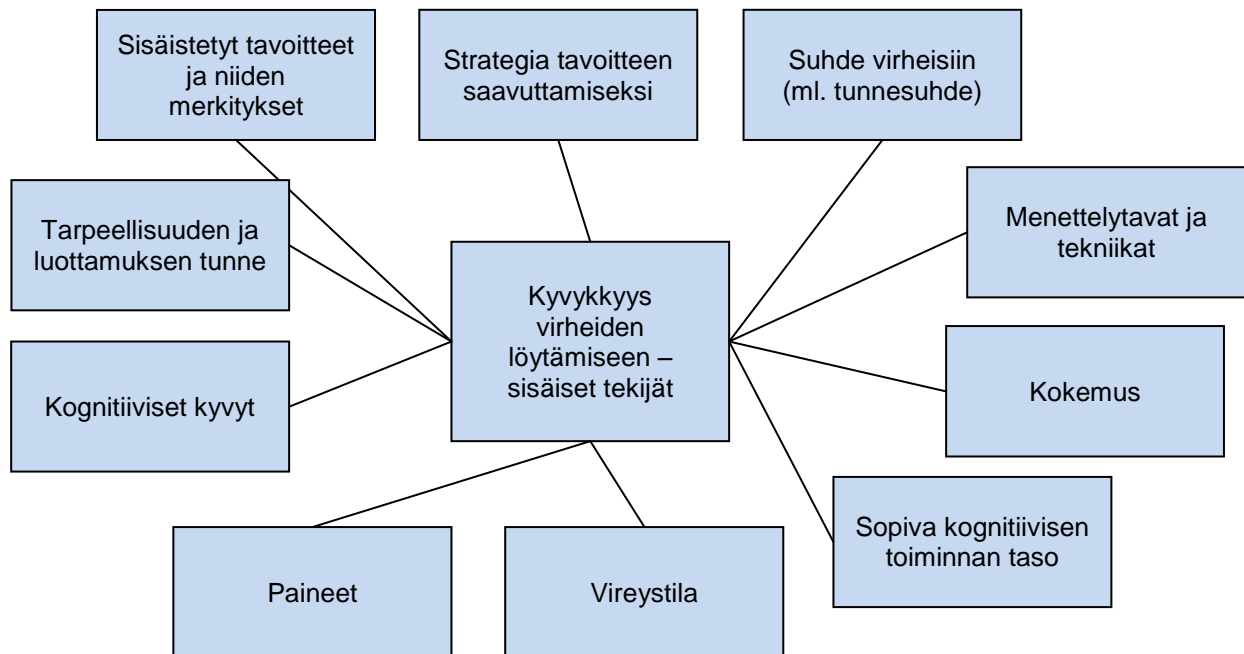 Sisäistetyt tavoitteet
ja niiden
merkitykset
Strategia tavoitteen
saavuttamiseksi
Suhde virheisiin
(ml. tunnesuhde)
Tarpeellisuuden ja
luottamuksen tunne
Menettelytavat ja
tekniikat
Kyvykkyys
virheiden
löytämiseen –
sisäiset tekijät
Kognitiiviset kyvyt
Kokemus
Sopiva kognitiivisen
toiminnan taso
Paineet
Vireystila